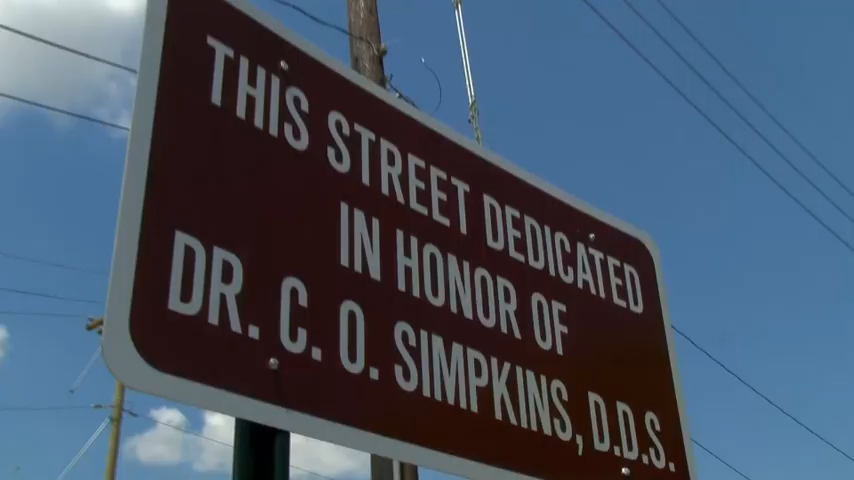 THIS STREET DEDICATED
IN HONOR OF
DR. C. O. SIMPKINS, D.D.S.